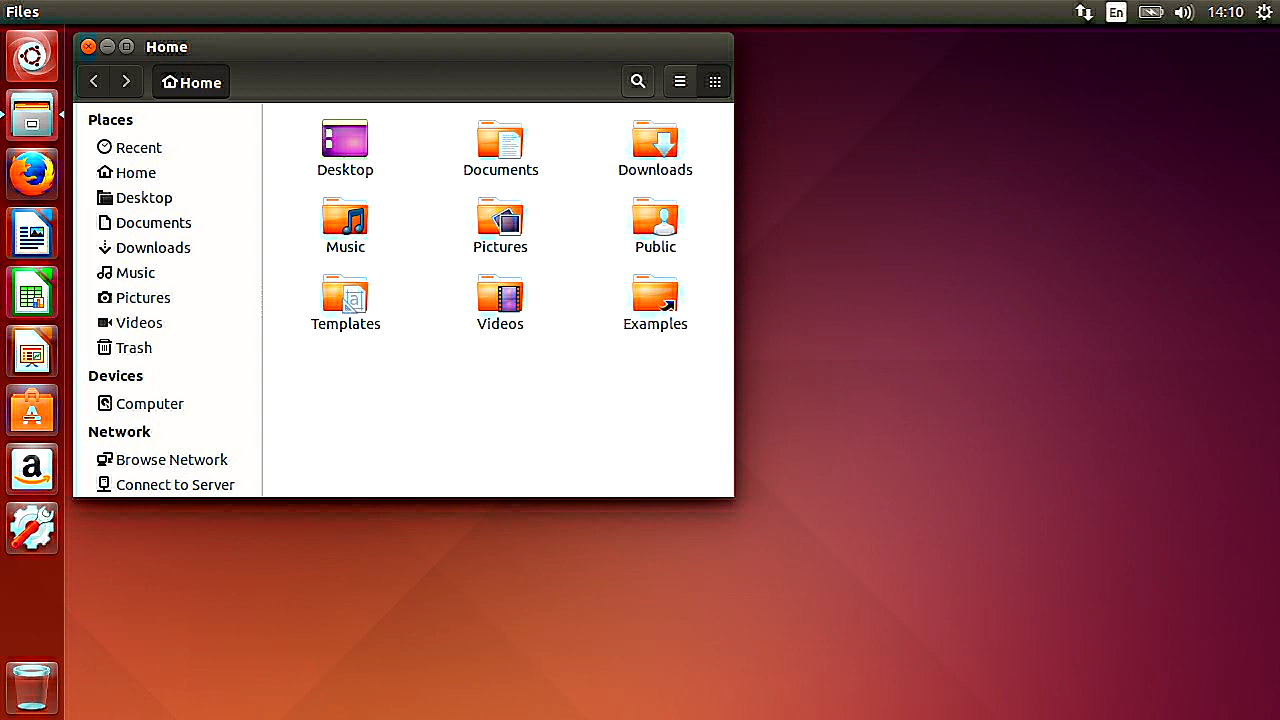 Files
En
14:10
Home
Home
Places
Recent
Home
Desktop
Documents
Downloads
Music
Pictures
Videos
Trash
Devices
Computer
Network
Browse Network
Connect to Server
Desktop
Documents
Downloads
Music
Pictures
Public
Templates
Videos
Examples